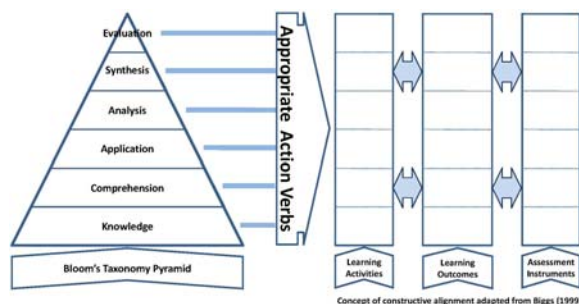 Evaluation
Synthesis
Analysis
Application
Comprehension
Knowledge
Bloom's Taxonomy Pyramid
Appropriate Action Verbs
Learning
Activities
Learning
Outcomes
Assessment
Instruments
Concept of constructive alignment adapted from Biggs (1999